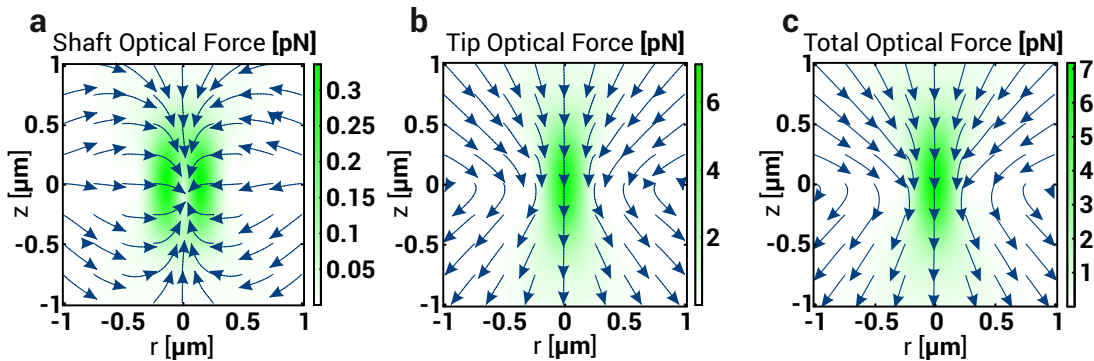 a
Shaft Optical Force [pN]
1
0.5
0
-0.5
-1
z [µm]
-1 -0.5 0 0.5 1
r [µm]
0.3
0.25
0.2
0.15
0.1
0.05
b
Tip Optical Force [pN]
1
0.5
0
-0.5
-1
z [µm]
-1 -0.5 0 0.5 1
r [µm]
6
4
2
c
Total Optical Force [pN]
1
0.5
0
-0.5
-1
z [µm]
-1 -0.5 0 0.5 1
r [µm]
7
6
5
4
3
2
1